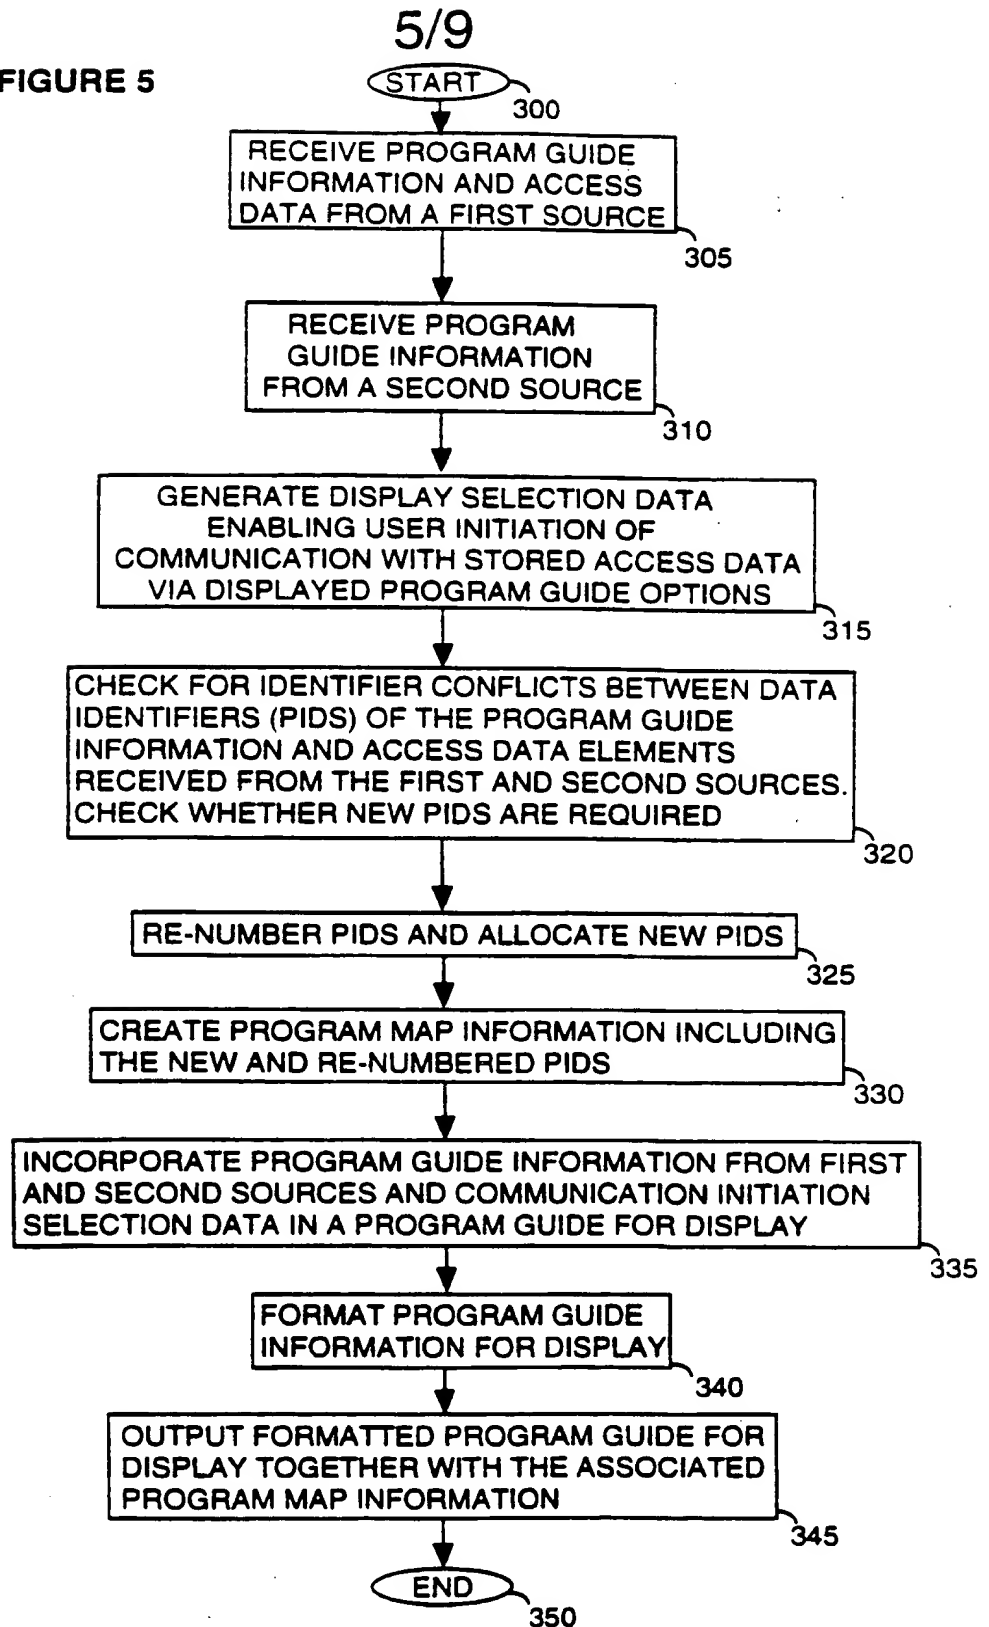 5/9
FIGURE 5
START
300
RECEIVE PROGRAM GUIDE
INFORMATION AND ACCESS
DATA FROM A FIRST SOURCE
305
RECEIVE PROGRAM
GUIDE INFORMATION
FROM A SECOND SOURCE
310
GENERATE DISPLAY SELECTION DATA
ENABLING USER INITIATION OF
COMMUNICATION WITH STORED ACCESS DATA
VIA DISPLAYED PROGRAM GUIDE OPTIONS
315
CHECK FOR IDENTIFIER CONFLICTS BETWEEN DATA
IDENTIFIERS (PIDS) OF THE PROGRAM GUIDE
INFORMATION AND ACCESS DATA ELEMENTS
RECEIVED FROM THE FIRST AND SECOND SOURCES.
CHECK WHETHER NEW PIDS ARE REQUIRED
320
RE-NUMBER PIDS AND ALLOCATE NEW PIDS
325
CREATE PROGRAM MAP INFORMATION INCLUDING
THE NEW AND RE-NUMBERED PIDS
330
INCORPORATE PROGRAM GUIDE INFORMATION FROM FIRST
AND SECOND SOURCES AND COMMUNICATION INITIATION
SELECTION DATA IN A PROGRAM GUIDE FOR DISPLAY
335
FORMAT PROGRAM GUIDE
INFORMATION FOR DISPLAY
340
OUTPUT FORMATTED PROGRAM GUIDE FOR
DISPLAY TOGETHER WITH THE ASSOCIATED
PROGRAM MAP INFORMATION
345
END
350